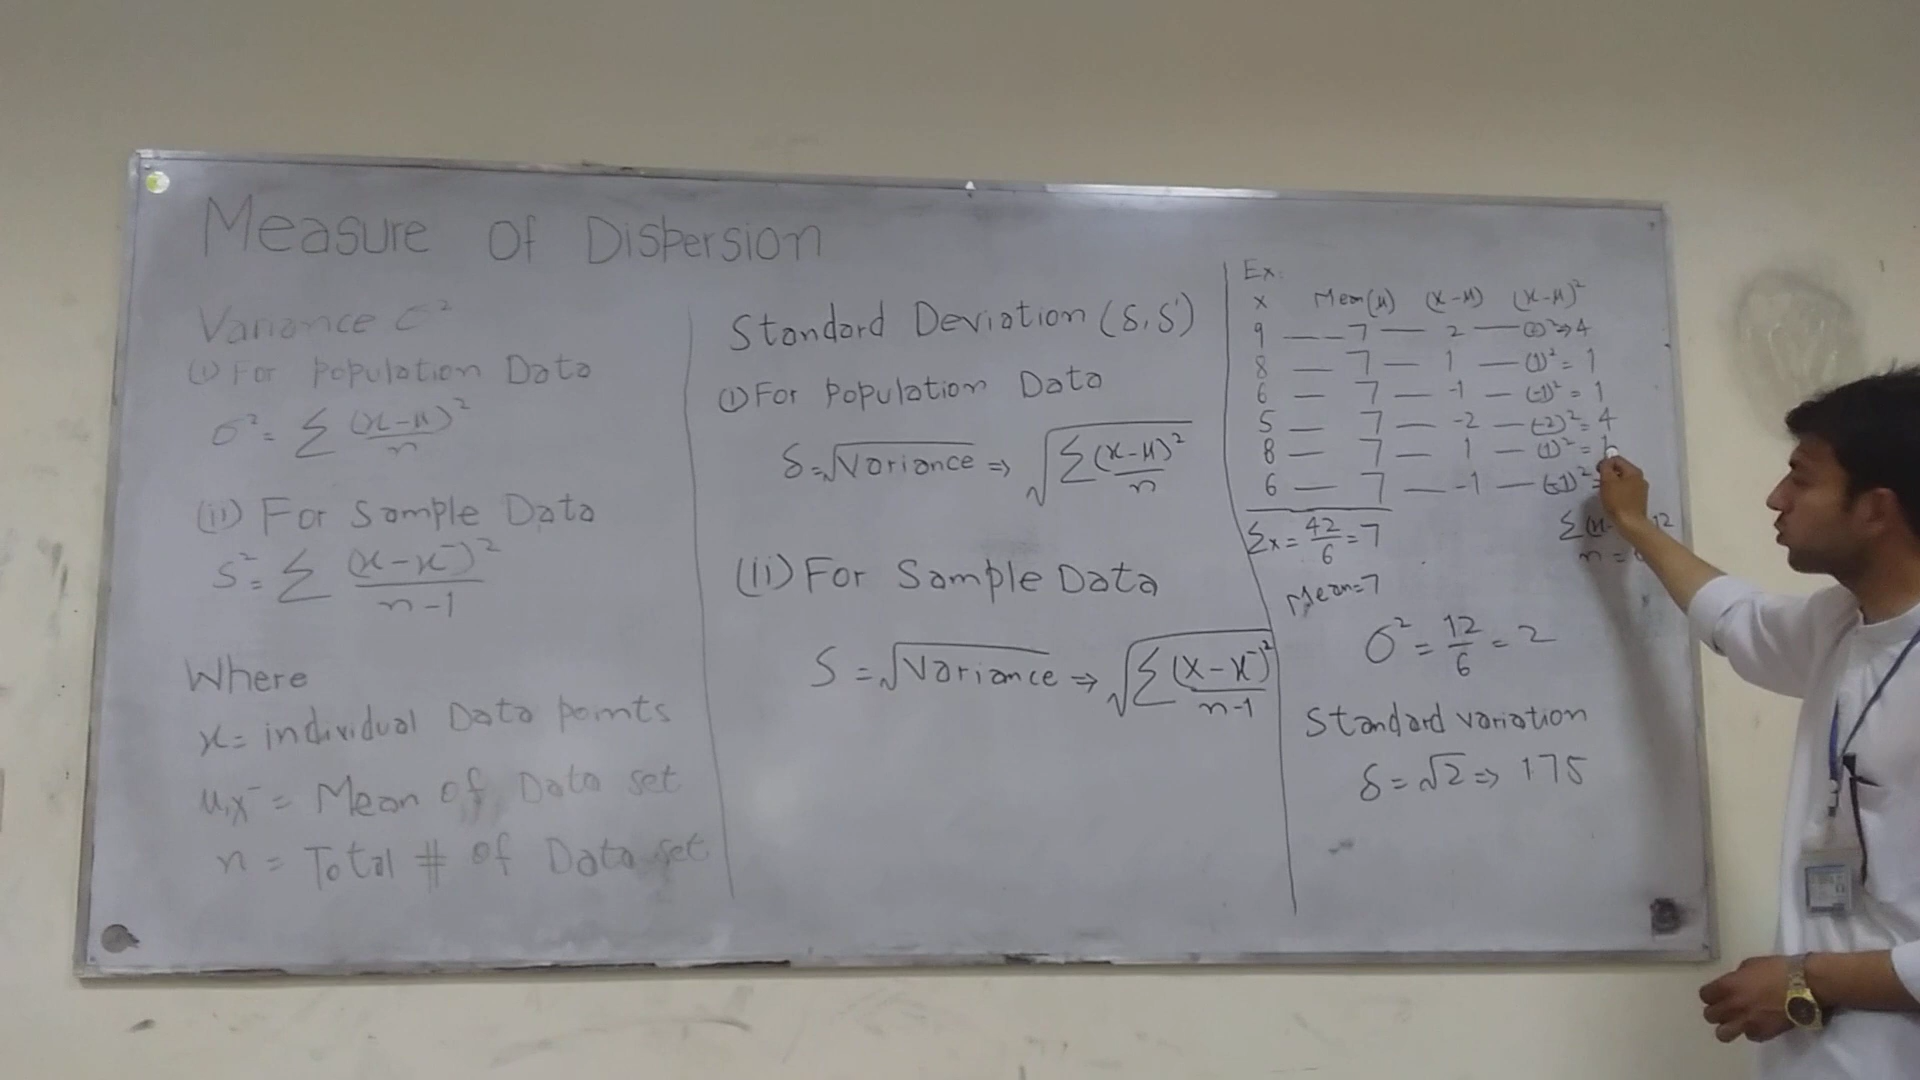 Measure Of Dispersion
Variance σ²
(i) For Population Data
σ² = Σ (x-μ)² / n
(ii) For Sample Data
S² = Σ (x-x̄)² / n-1
Where
x = individual Data points
μ, x̄ = Mean of Data set
n = Total # of Data set
Standard Deviation (S, S)
(i) For Population Data
δ = √Variance ⇒ √Σ (x-μ)² / n
(ii) For Sample Data
S = √Variance ⇒ √Σ (x-x̄)² / n-1
Ex:
x Men(μ) (x-μ) (x-μ)²
9 — 7 — 2 — (2)² ⇒ 4
8 — 7 — 1 — (1)² = 1
6 — 7 — -1 — (-1)² = 1
5 — 7 — -2 — (-2)² = 4
8 — 7 — 1 — (1)² = 1
6 — 7 — -1 — (-1)² =
Σx = 42/6 = 7
Σ(x- 12
n =
Mean = 7
σ² = 12/6 = 2
Standard variation
δ = √2 ⇒ 175